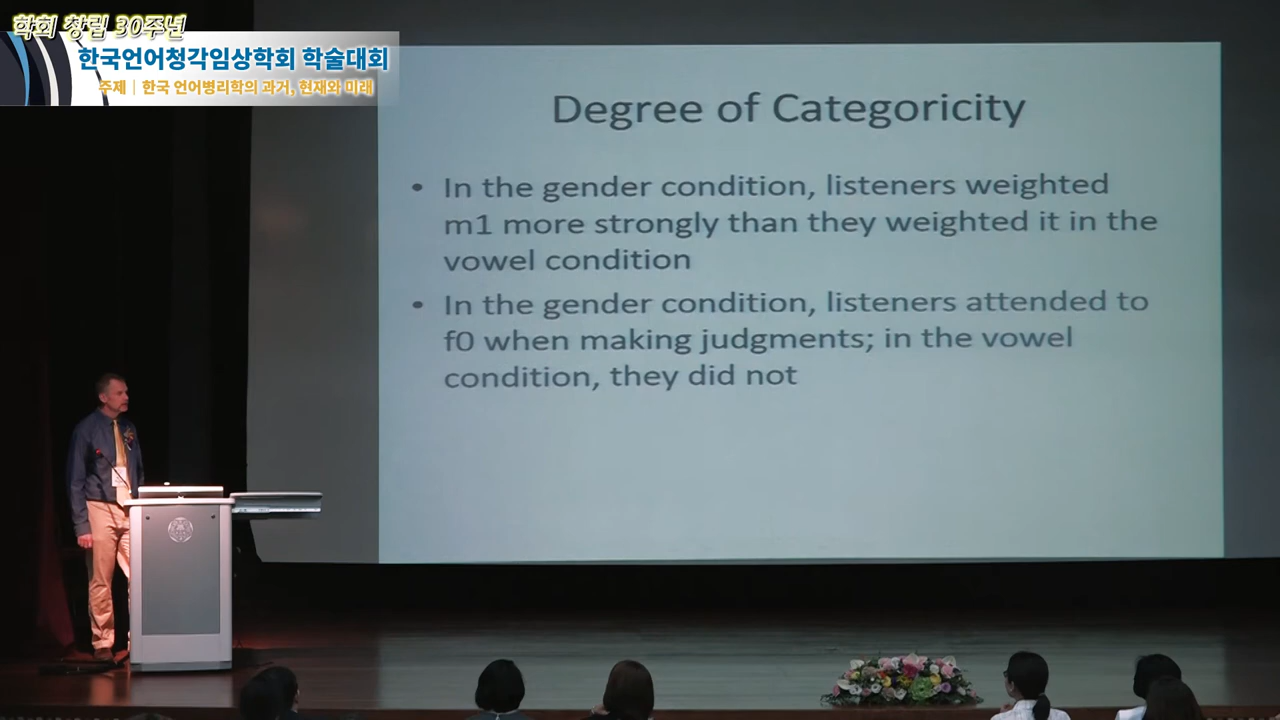 학회 창립 30주년
한국언어청각임상학회 학술대회
주제 | 한국 언어병리학의 과거, 현재와 미래
Degree of Categoricity
• In the gender condition, listeners weighted
m1 more strongly than they weighted it in the
vowel condition
• In the gender condition, listeners attended to
f0 when making judgments; in the vowel
condition, they did not